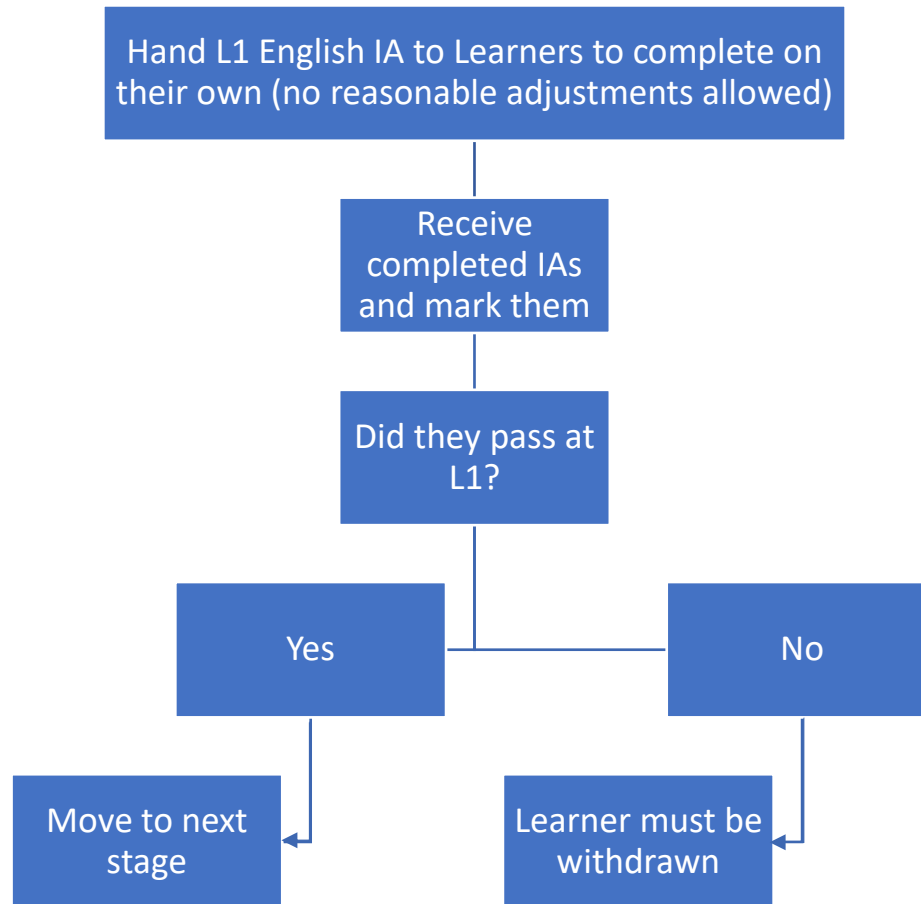 Hand L1 English IA to Learners to complete on
their own (no reasonable adjustments allowed)
Receive
completed IAs
and mark them
Did they pass at
L1?
Yes
No
Move to next
stage
Learner must be
withdrawn